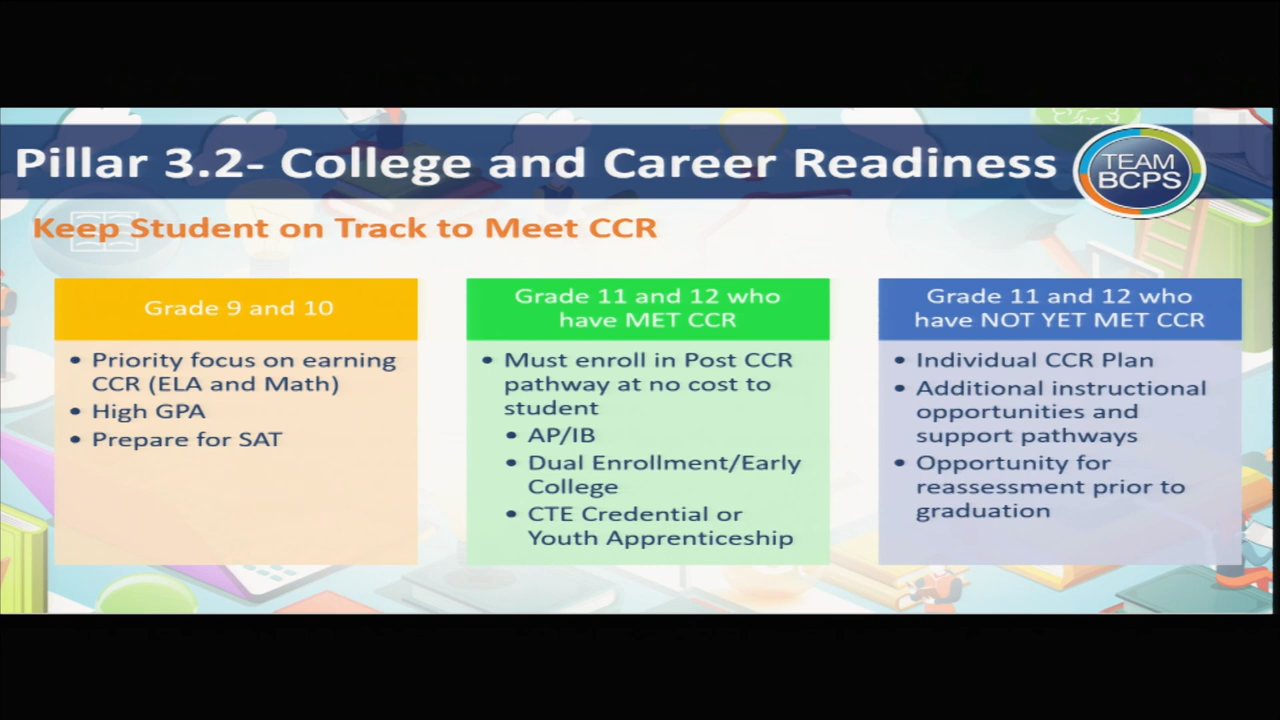 Pillar 3.2- College and Career Readiness
TEAM
BCPS
Keep Student on Track to Meet CCR
Grade 9 and 10
• Priority focus on earning
CCR (ELA and Math)
• High GPA
• Prepare for SAT
Grade 11 and 12 who
have MET CCR
• Must enroll in Post CCR
pathway at no cost to
student
• AP/IB
• Dual Enrollment/Early
College
• CTE Credential or
Youth Apprenticeship
Grade 11 and 12 who
have NOT YET MET CCR
• Individual CCR Plan
• Additional instructional
opportunities and
support pathways
• Opportunity for
reassessment prior to
graduation